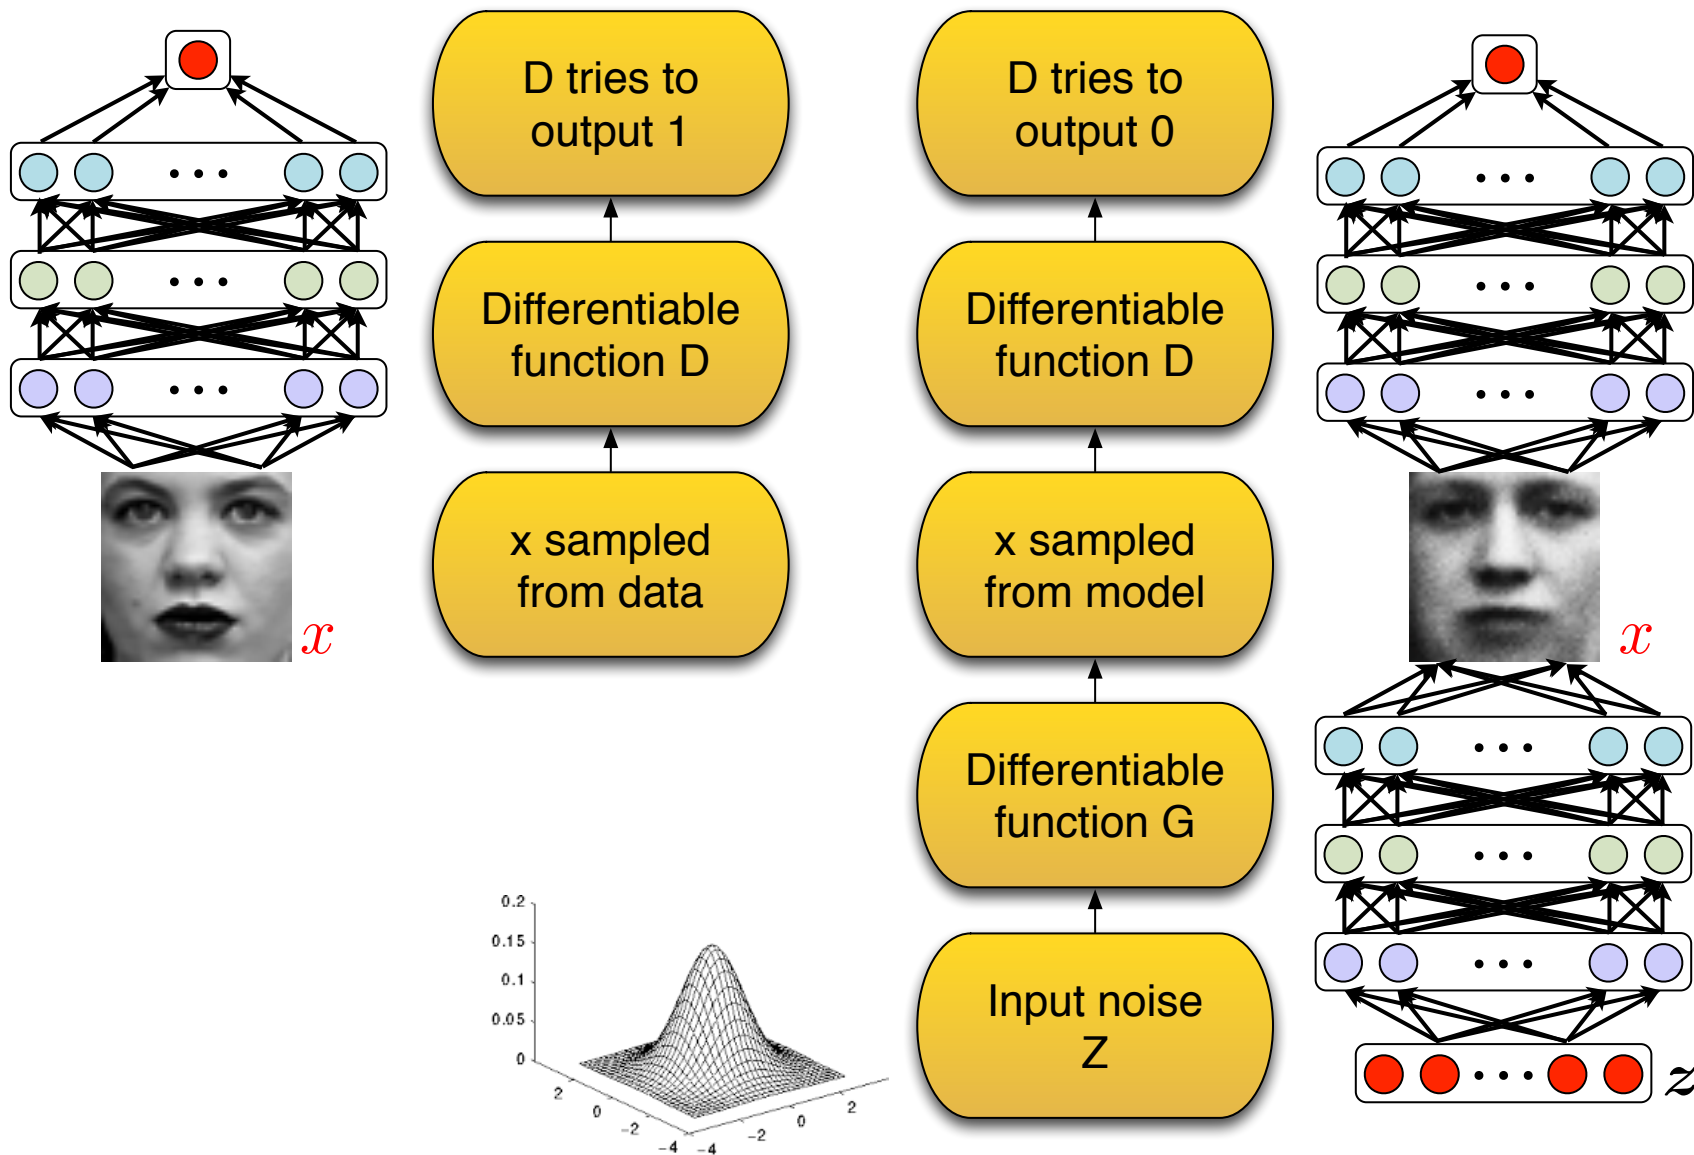 D tries to
output 1
Differentiable
function D
x sampled
from data
x
D tries to
output 0
Differentiable
function D
x sampled
from model
x
Differentiable
function G
Input noise
Z
z
0.2
0.15
0.1
0.05
0
2
0
-2
-4
-4
-2
0
2